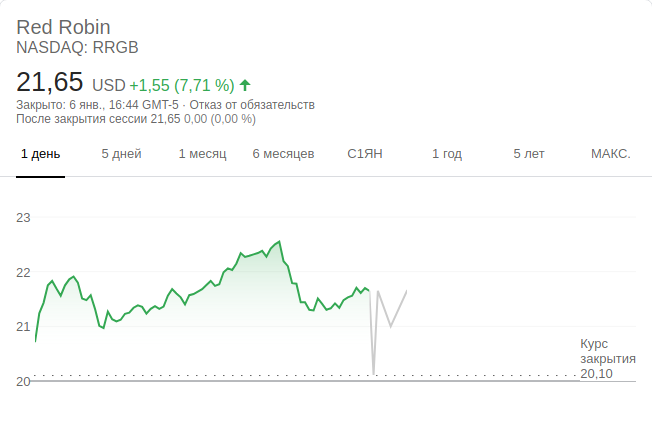 Red Robin
NASDAQ: RRGB
21,65 USD +1,55 (7,71 %)
Закрыто: 6 янв., 16:44 GMT-5 · Отказ от обязательств
После закрытия сессии 21,65 0,00 (0,00 %)
1 день 5 дней 1 месяц 6 месяцев С1ЯН 1 год 5 лет МАКС.
23
22
21
Курс
закрытия
20,10
20